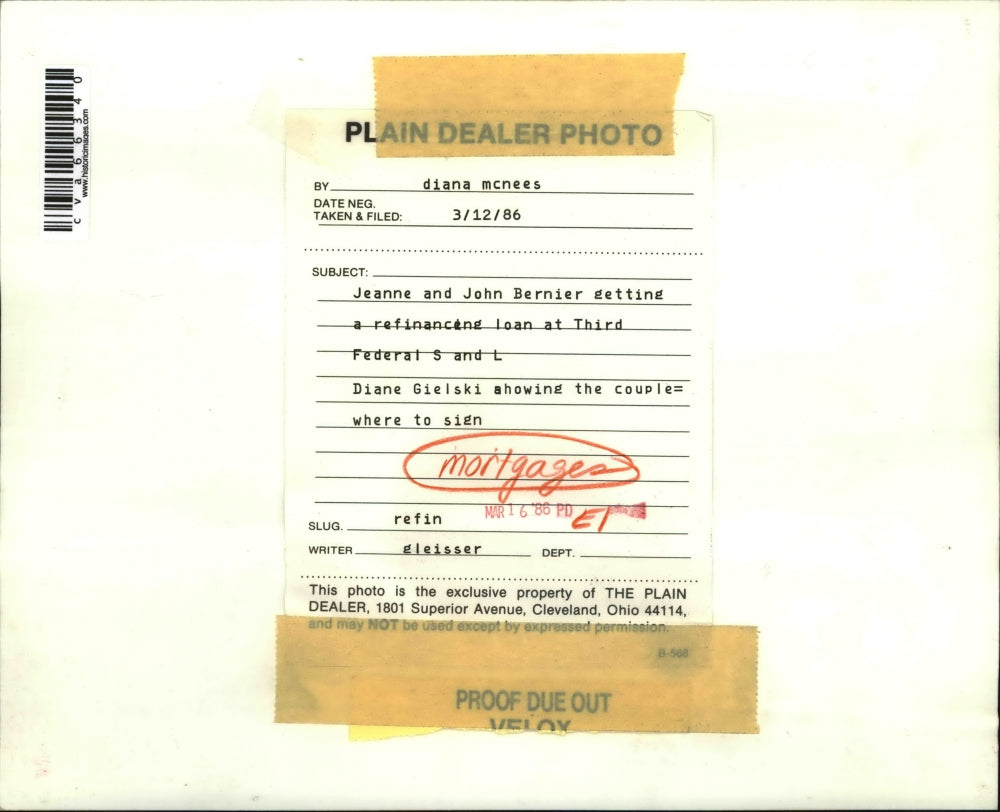 cva66340
www.historicimages.com
PLAIN DEALER PHOTO
BY diana mcnees
DATE NEG.
TAKEN & FILED: 3/12/86
SUBJECT:
Jeanne and John Bernier getting
a refinancing loan at Third
Federal S and L
Diane Gielski showing the couple=
where to sign
mortgages
MAR 16 '86 PD E1
SLUG. refin
WRITER gleisser DEPT.
This photo is the exclusive property of THE PLAIN
DEALER, 1801 Superior Avenue, Cleveland, Ohio 44114,
and may NOT be used except by expressed permission.
B-568
PROOF DUE OUT
VELOX